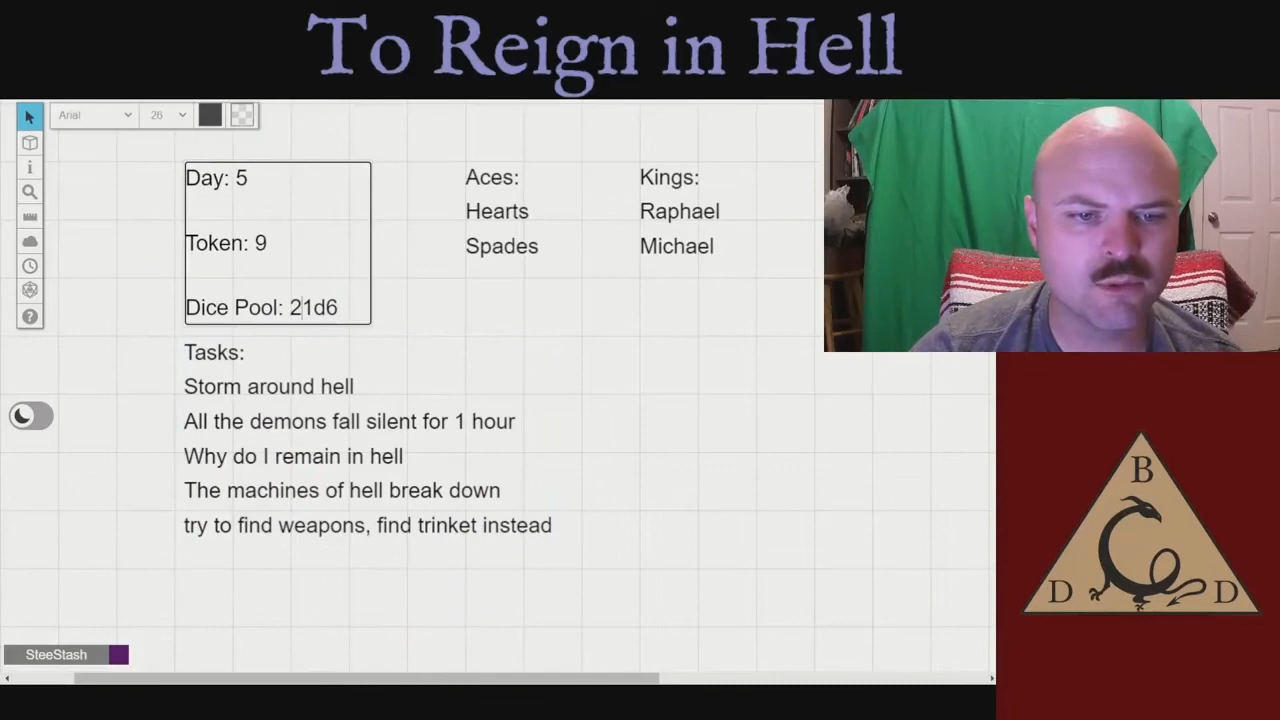 To Reign in Hell
Arial
26
Day: 5
Token: 9
Dice Pool: 21d6
Aces:
Hearts
Spades
Kings:
Raphael
Michael
Tasks:
Storm around hell
All the demons fall silent for 1 hour
Why do I remain in hell
The machines of hell break down
try to find weapons, find trinket instead
SteeStash
B
D
D